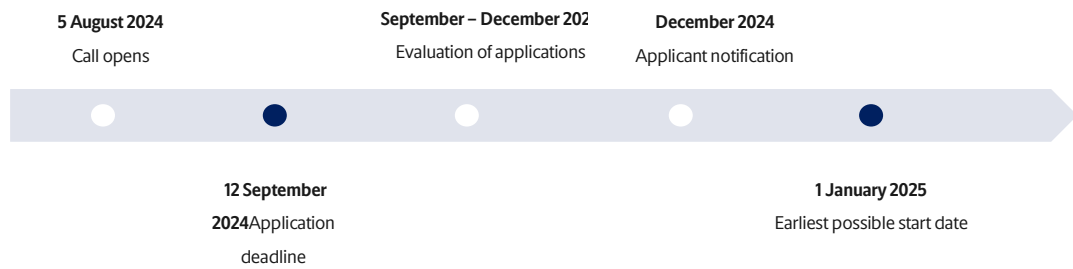 5 August 2024
Call opens
12 September
2024Application
deadline
September – December 202
Evaluation of applications
December 2024
Applicant notification
1 January 2025
Earliest possible start date